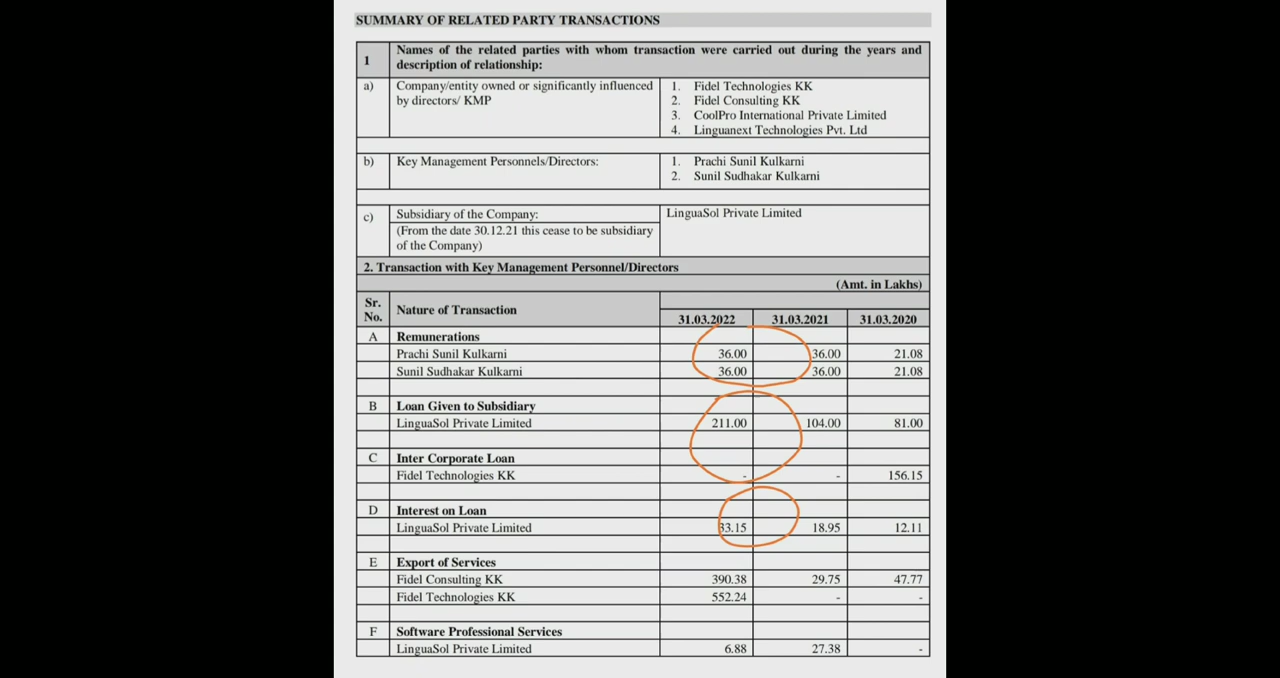 SUMMARY OF RELATED PARTY TRANSACTIONS
1 Names of the related parties with whom transaction were carried out during the years and
description of relationship:
a) Company/entity owned or significantly influenced
by directors/ KMP
1. Fidel Technologies KK
2. Fidel Consulting KK
3. CoolPro International Private Limited
4. Linguanext Technologies Pvt. Ltd
b) Key Management Personnels/Directors:
1. Prachi Sunil Kulkarni
2. Sunil Sudhakar Kulkarni
c) Subsidiary of the Company:
(From the date 30.12.21 this cease to be subsidiary
of the Company)
LinguaSol Private Limited
2. Transaction with Key Management Personnel/Directors
(Amt. in Lakhs)
Sr. No. Nature of Transaction 31.03.2022 31.03.2021 31.03.2020
A Remunerations
Prachi Sunil Kulkarni 36.00 36.00 21.08
Sunil Sudhakar Kulkarni 36.00 36.00 21.08
B Loan Given to Subsidiary
LinguaSol Private Limited 211.00 104.00 81.00
C Inter Corporate Loan
Fidel Technologies KK - - 156.15
D Interest on Loan
LinguaSol Private Limited 33.15 18.95 12.11
E Export of Services
Fidel Consulting KK 390.38 29.75 47.77
Fidel Technologies KK 552.24 - -
F Software Professional Services
LinguaSol Private Limited 6.88 27.38 -